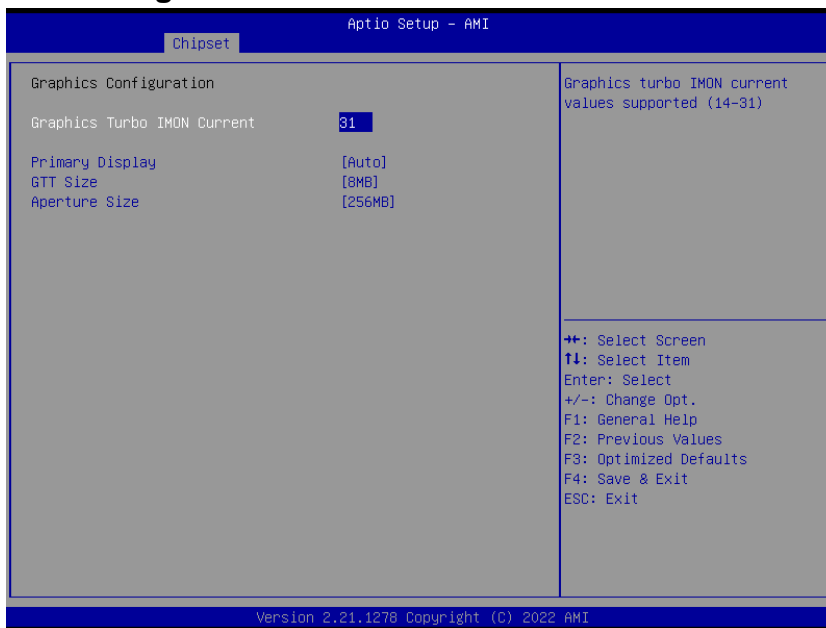 Aptio Setup - AMI
Chipset
Graphics Configuration
Graphics Turbo IMON Current 31
Primary Display [Auto]
GTT Size [8MB]
Aperture Size [256MB]
Graphics turbo IMON current
values supported (14-31)
→←: Select Screen
↑↓: Select Item
Enter: Select
+/-: Change Opt.
F1: General Help
F2: Previous Values
F3: Optimized Defaults
F4: Save & Exit
ESC: Exit
Version 2.21.1278 Copyright (C) 2022 AMI